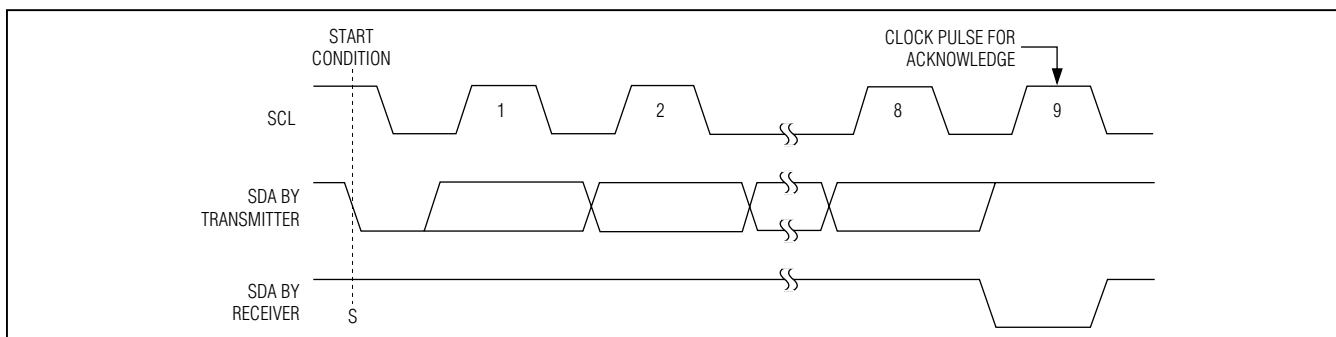 START
CONDITION
CLOCK PULSE FOR
ACKNOWLEDGE
SCL
1
2
8
9
SDA BY
TRANSMITTER
SDA BY
RECEIVER
S